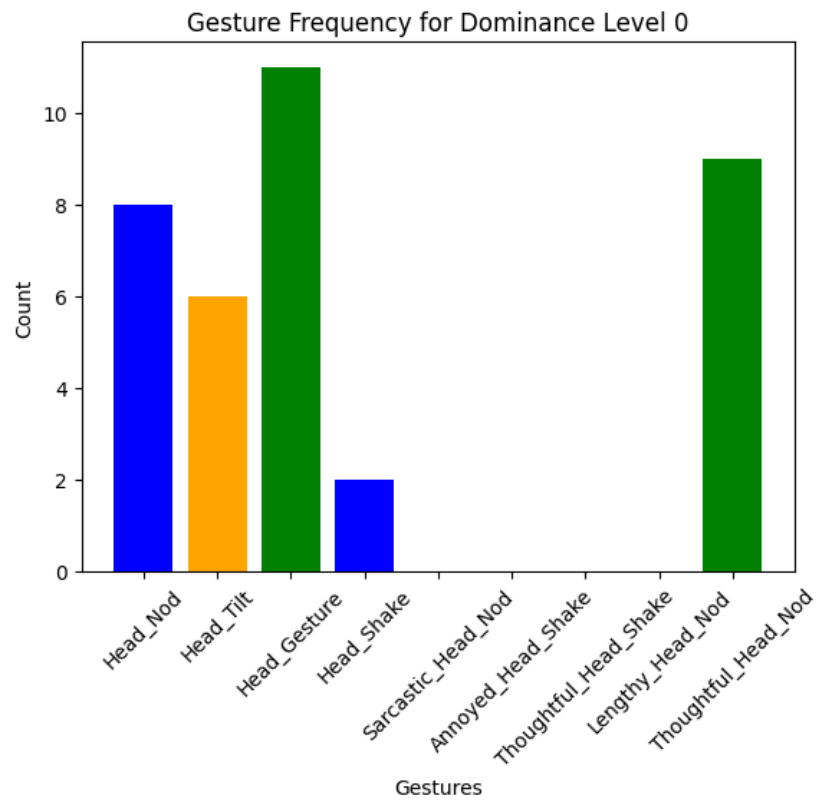 Gesture Frequency for Dominance Level 0
10
8
6
4
2
0
Count
Head_Nod
Head_Tilt
Head_Gesture
Head_Shake
Sarcastic_Head_Nod
Annoyed_Head_Shake
Thoughtful_Head_Shake
Lengthy_Head_Nod
Thoughtful_Head_Nod
Gestures